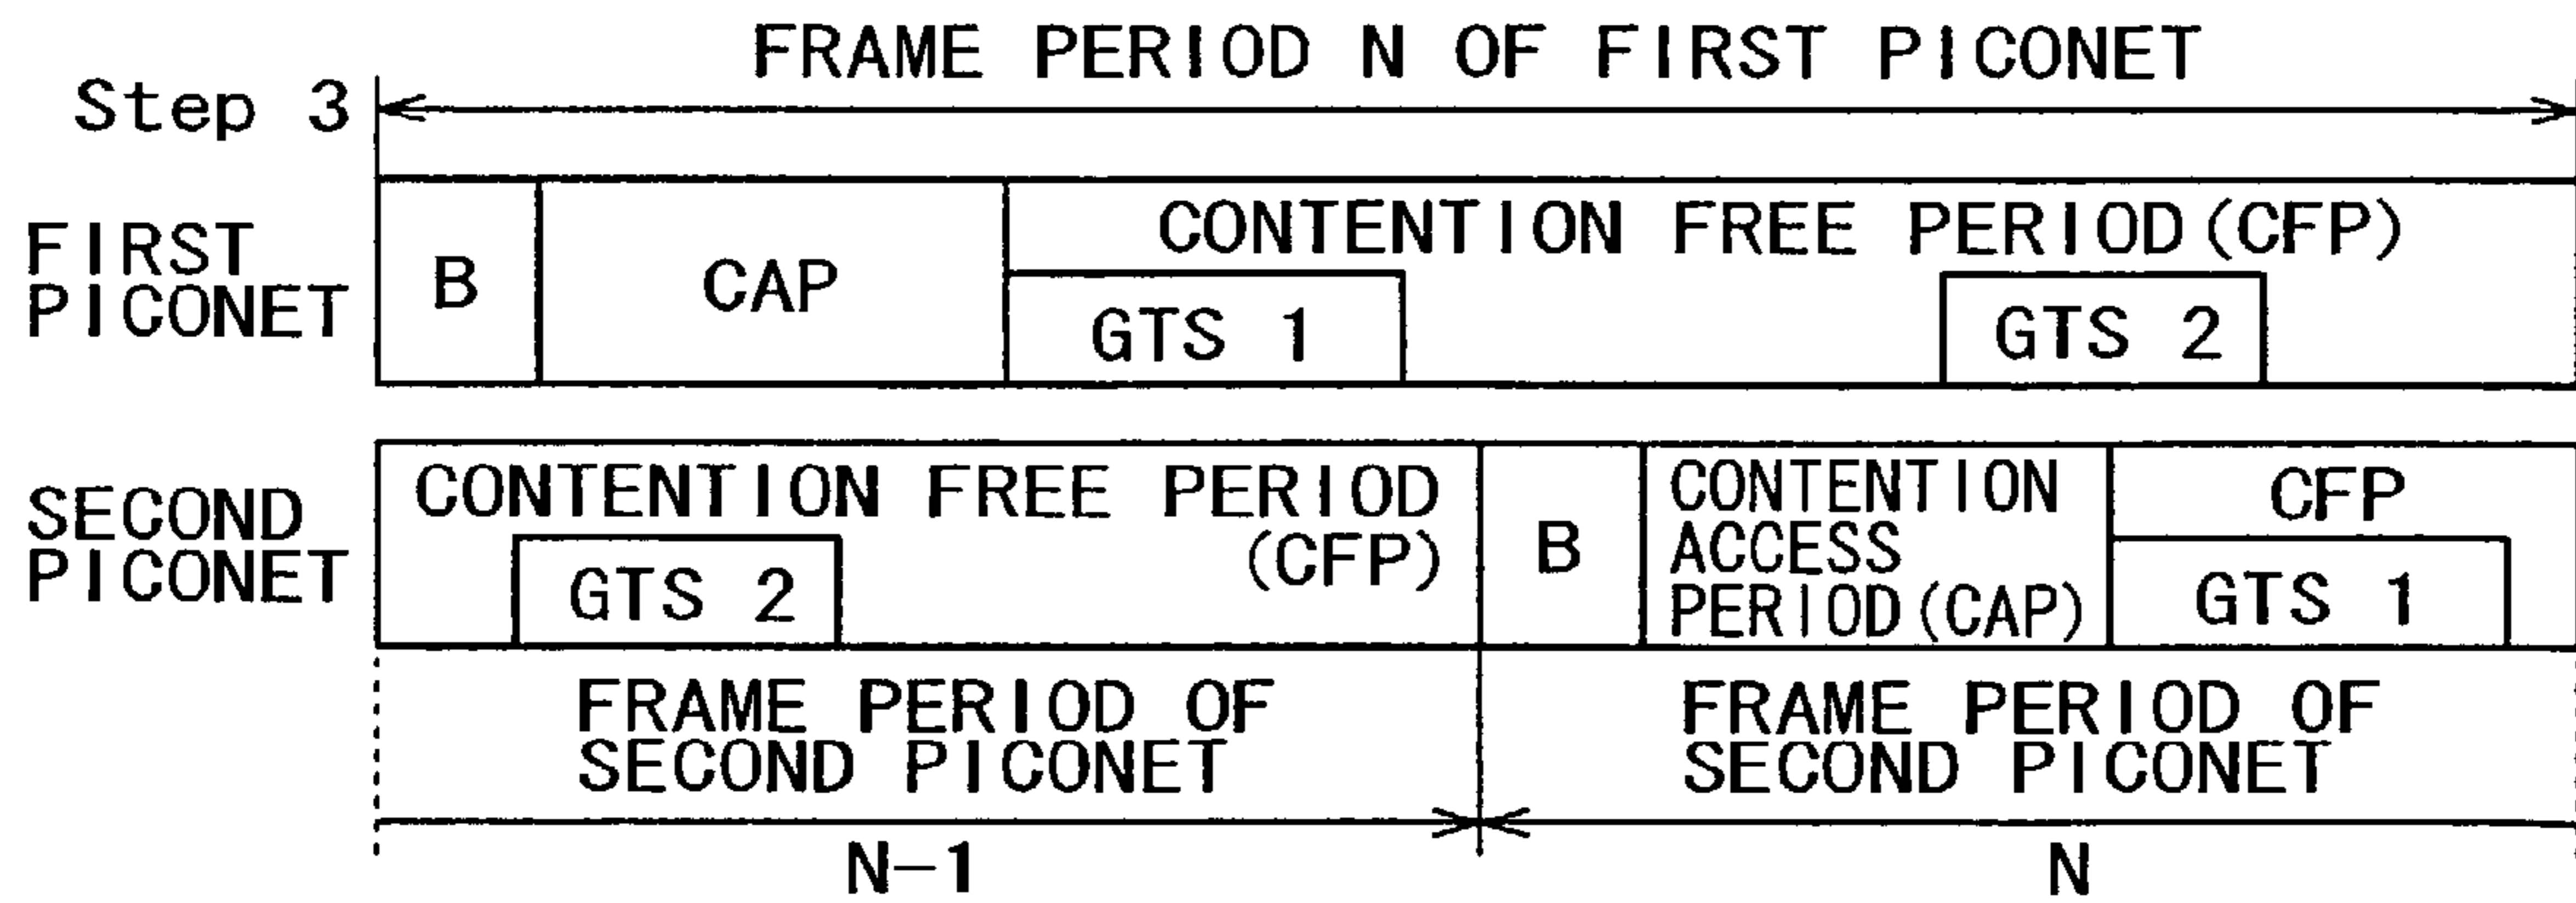 FRAME PERIOD N OF FIRST PICONET
Step 3
FIRST
PICONET
B
CAP
CONTENTION FREE PERIOD(CFP)
GTS 1
GTS 2
SECOND
PICONET
CONTENTION FREE PERIOD
(CFP)
GTS 2
B
CONTENTION
ACCESS
PERIOD(CAP)
CFP
GTS 1
FRAME PERIOD OF
SECOND PICONET
FRAME PERIOD OF
SECOND PICONET
N-1
N